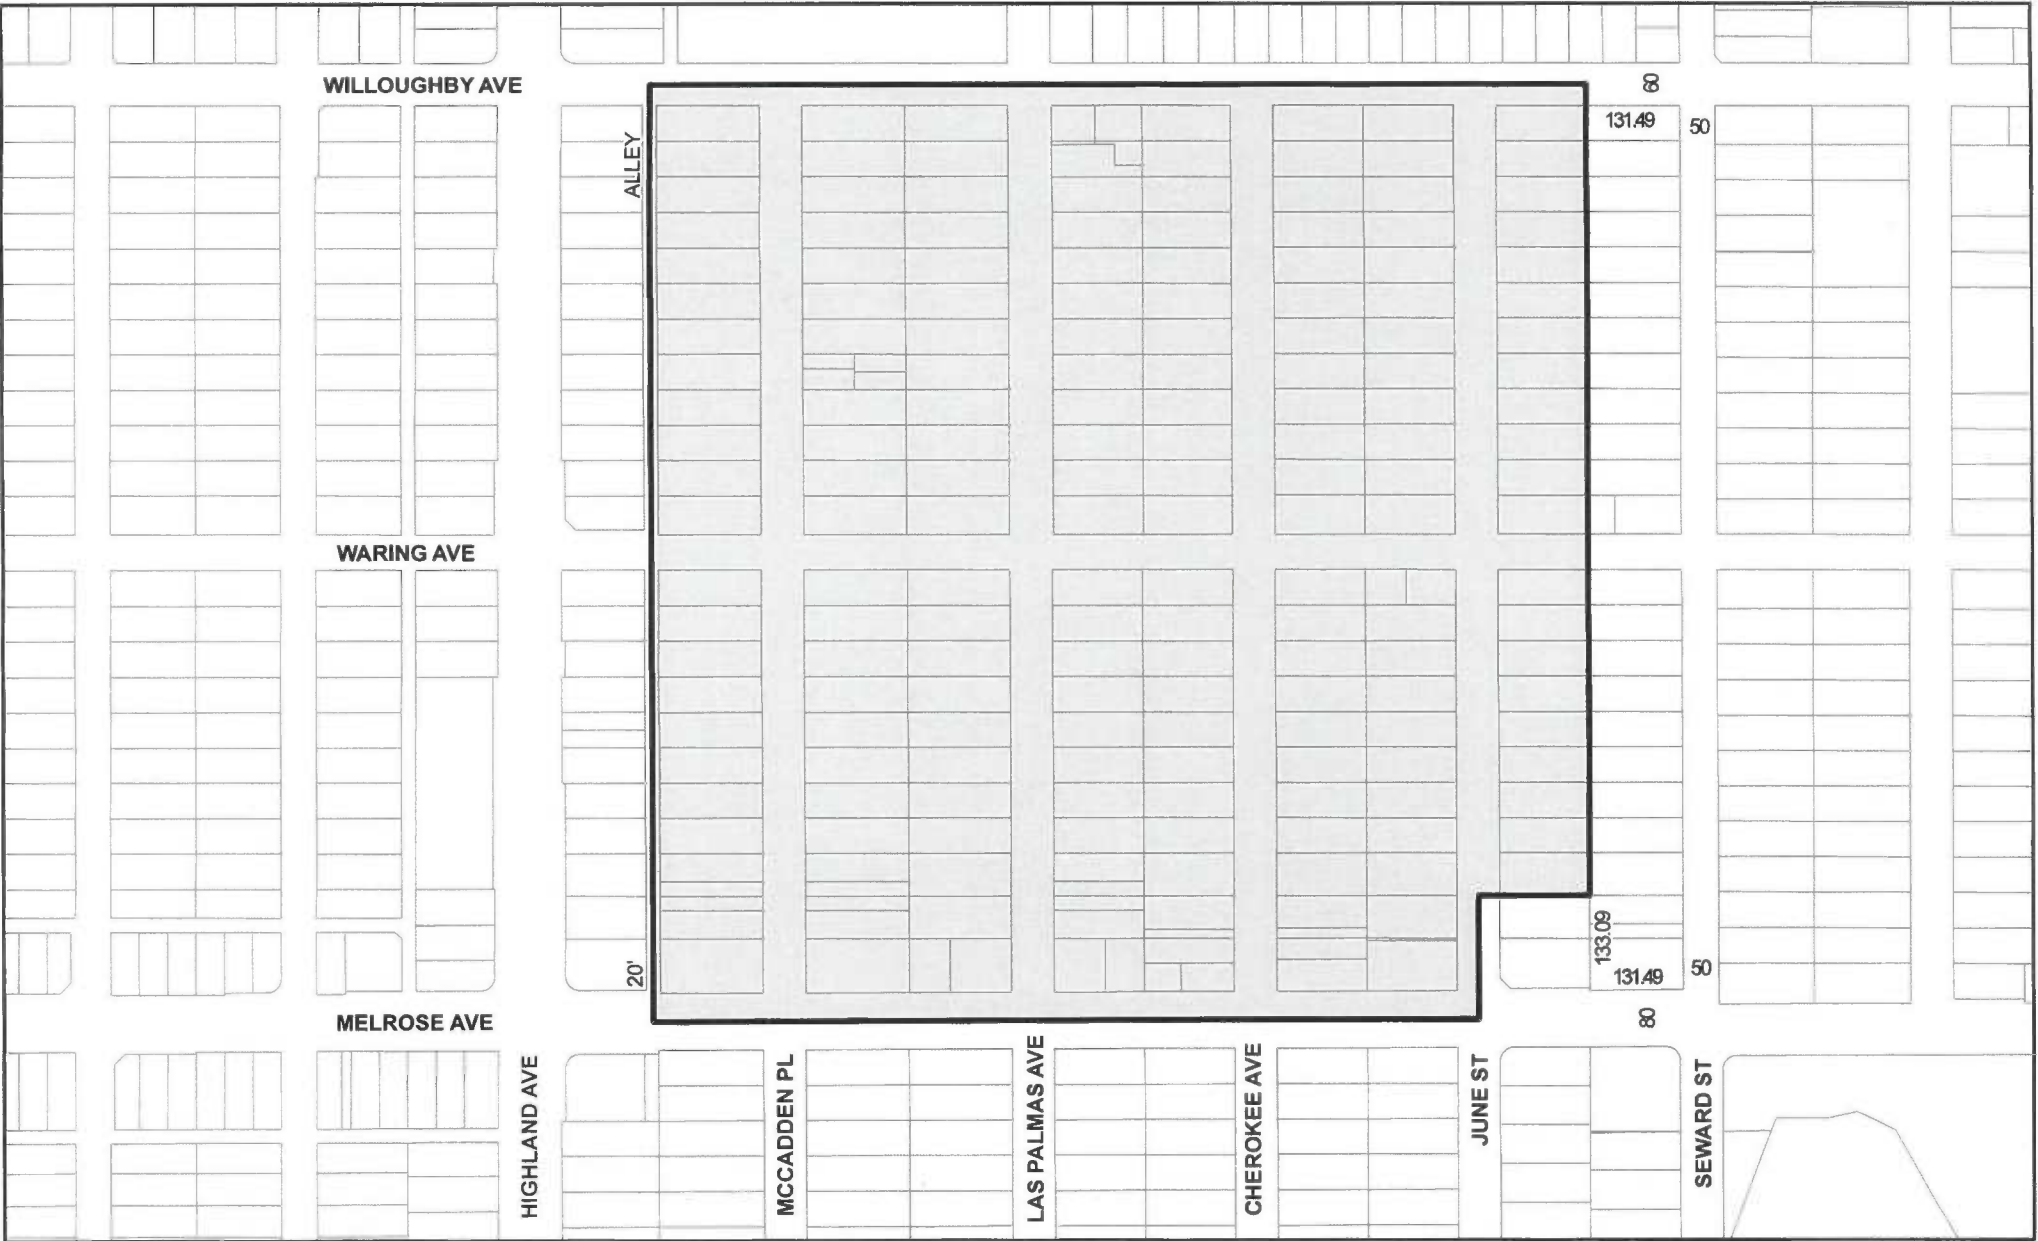 WILLOUGHBY AVE
60
131.49
50
ALLEY
WARING AVE
133.09
20'
131.49
50
MELROSE AVE
80
HIGHLAND AVE
MCCADDEN PL
LAS PALMAS AVE
CHEROKEE AVE
JUNE ST
SEWARD ST